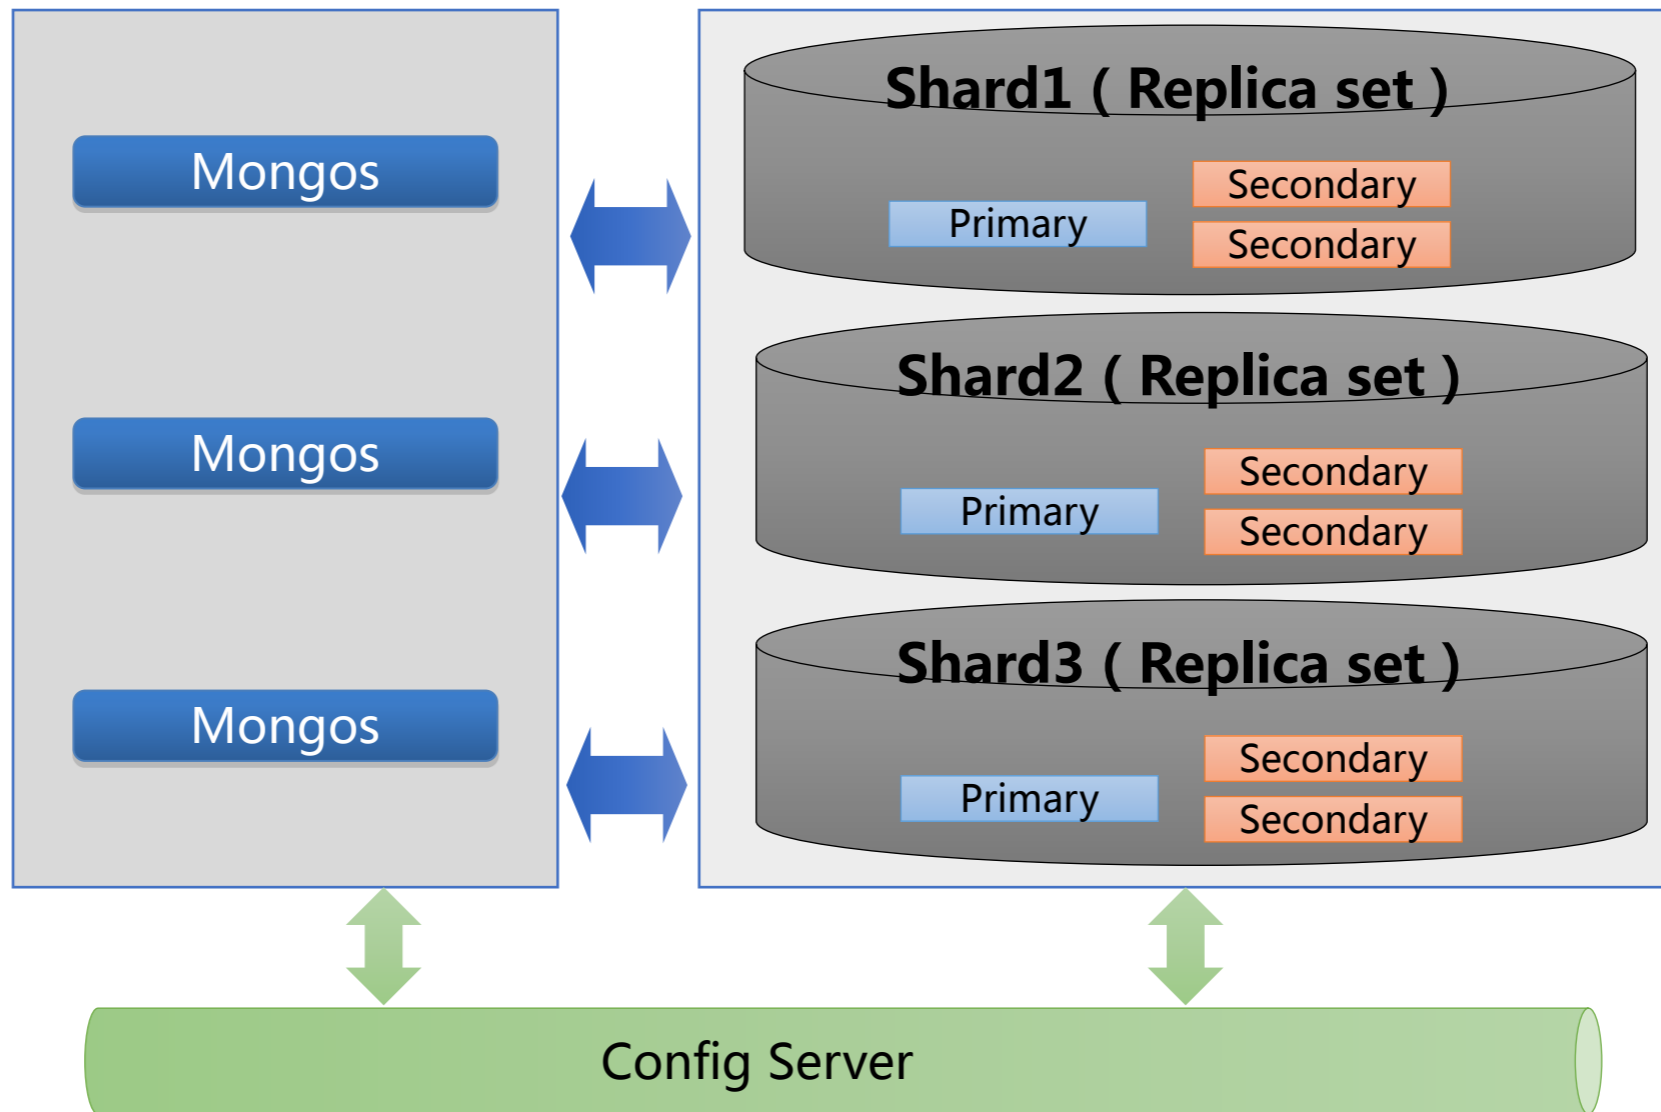 Mongos
Mongos
Mongos
Shard1 ( Replica set )
Primary
Secondary
Secondary
Shard2 ( Replica set )
Primary
Secondary
Secondary
Shard3 ( Replica set )
Primary
Secondary
Secondary
Config Server